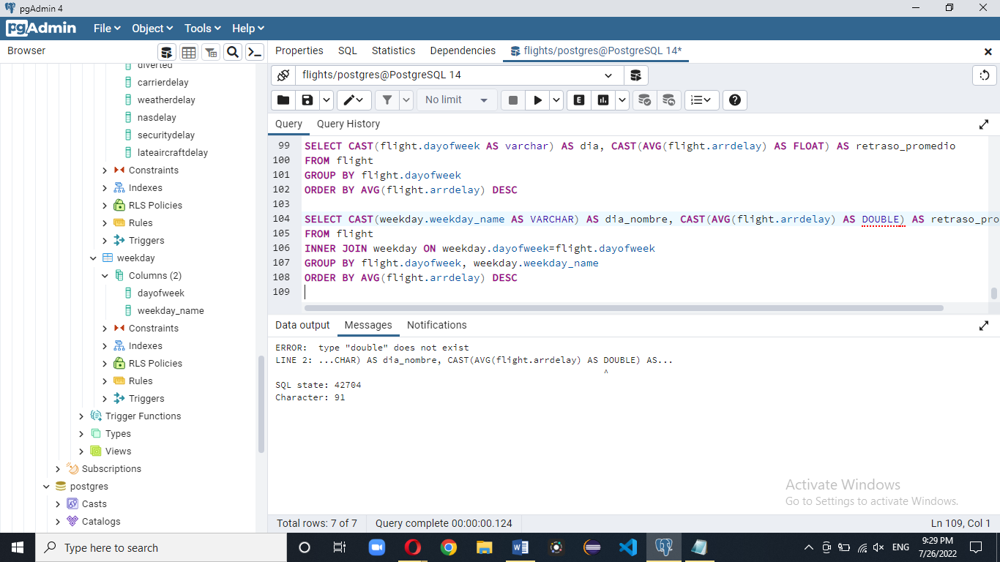 pgAdmin 4
pgAdmin
File
Object
Tools
Help
Browser
diverted
carrierdelay
weatherdelay
nasdelay
securitydelay
lateaircraftdelay
Constraints
Indexes
RLS Policies
Rules
Triggers
weekday
Columns (2)
dayofweek
weekday_name
Constraints
Indexes
RLS Policies
Rules
Triggers
Trigger Functions
Types
Views
Subscriptions
postgres
Casts
Catalogs
Properties SQL Statistics Dependencies flights/postgres@PostgreSQL 14*
flights/postgres@PostgreSQL 14
No limit
E
Query Query History
99 SELECT CAST(flight.dayofweek AS varchar) AS dia, CAST(AVG(flight.arrdelay) AS FLOAT) AS retraso_promedio
100 FROM flight
101 GROUP BY flight.dayofweek
102 ORDER BY AVG(flight.arrdelay) DESC
103
104 SELECT CAST(weekday.weekday_name AS VARCHAR) AS dia_nombre, CAST(AVG(flight.arrdelay) AS DOUBLE) AS retraso_pro
105 FROM flight
106 INNER JOIN weekday ON weekday.dayofweek=flight.dayofweek
107 GROUP BY flight.dayofweek, weekday.weekday_name
108 ORDER BY AVG(flight.arrdelay) DESC
109
Data output Messages Notifications
ERROR:  type "double" does not exist
LINE 2: ...CHAR) AS dia_nombre, CAST(AVG(flight.arrdelay) AS DOUBLE) AS...
^
SQL state: 42704
Character: 91
Activate Windows
Go to Settings to activate Windows.
Total rows: 7 of 7 Query complete 00:00:00.124 Ln 109, Col 1
Type here to search
ENG
9:29 PM
7/26/2022